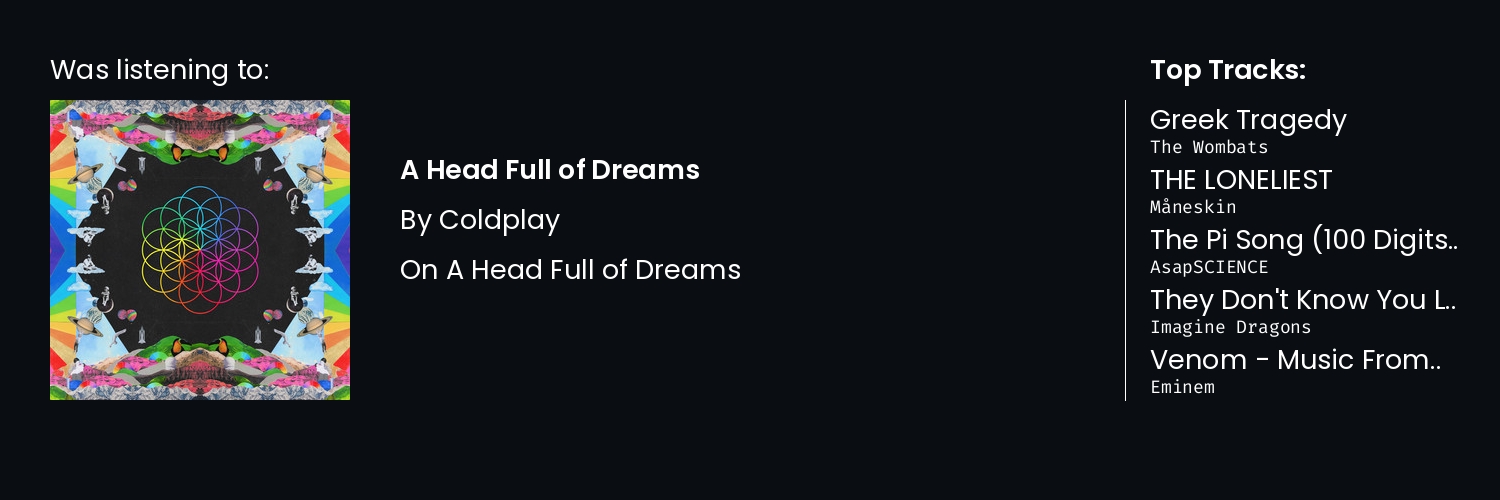 Was listening to:
A Head Full of Dreams
By Coldplay
On A Head Full of Dreams
Top Tracks:
Greek Tragedy
The Wombats
THE LONELIEST
Måneskin
The Pi Song (100 Digits..
AsapSCIENCE
They Don't Know You L..
Imagine Dragons
Venom - Music From..
Eminem